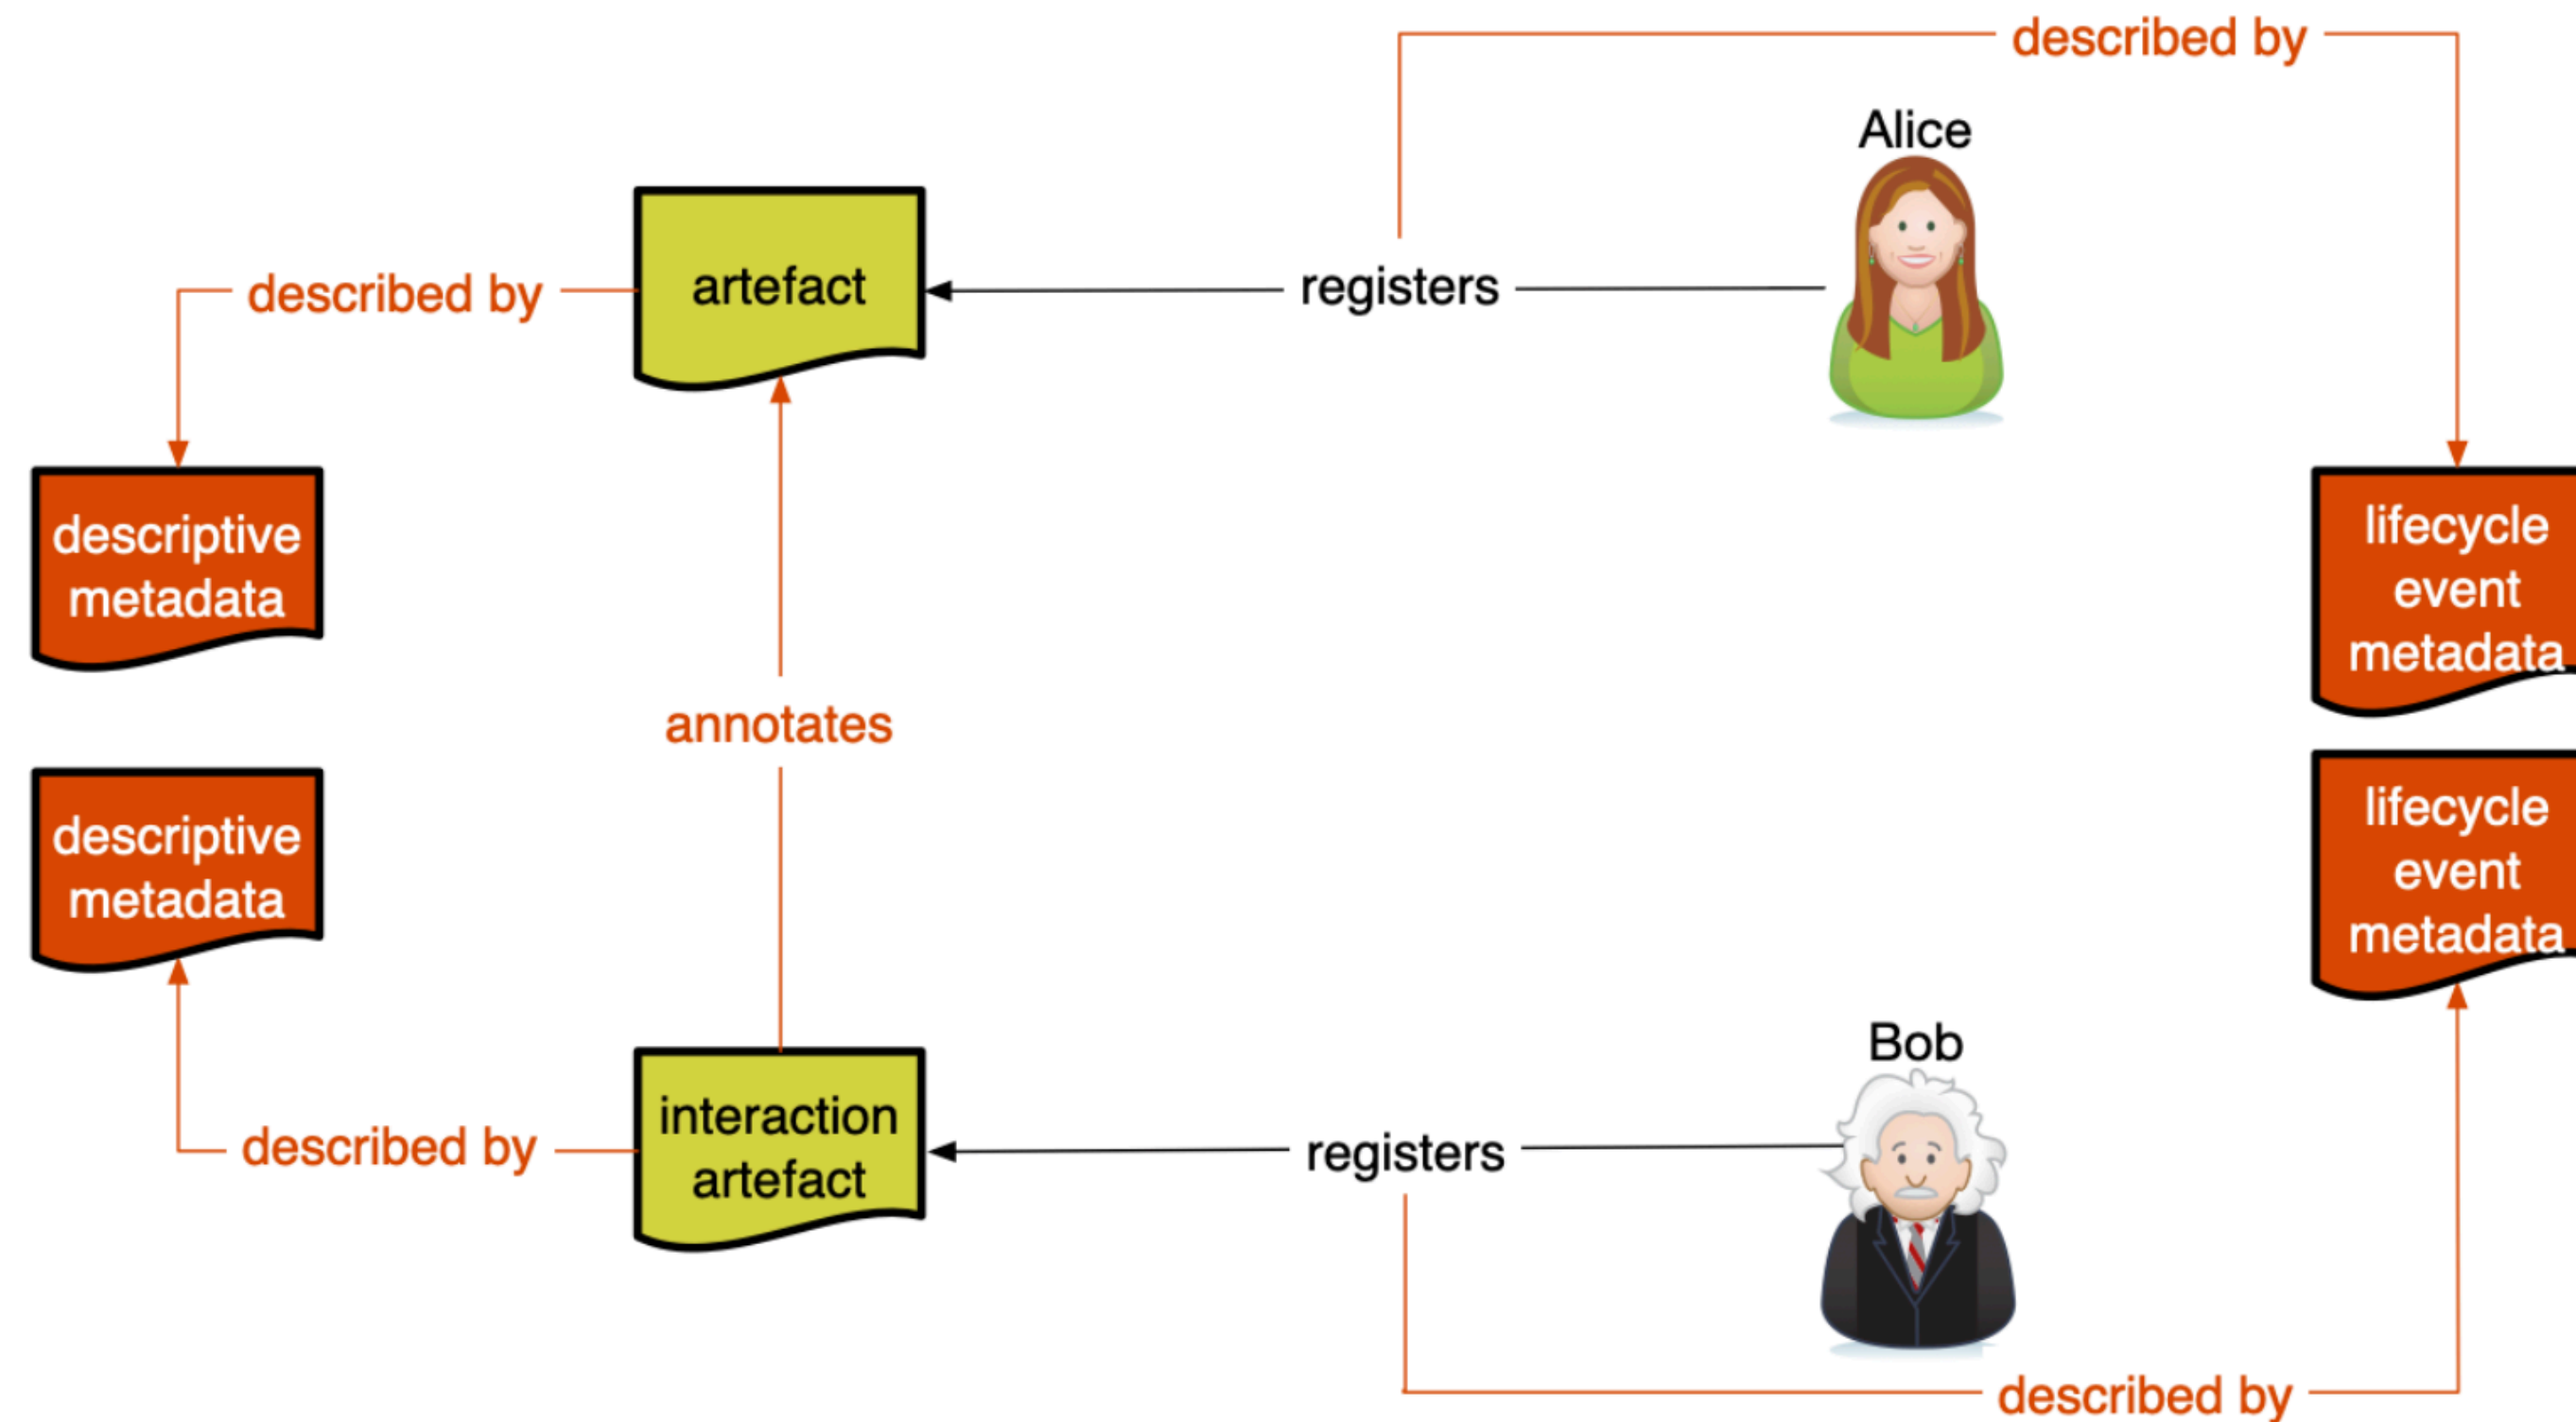 described by
Alice
artefact
described by
registers
descriptive
metadata
lifecycle
event
metadata
annotates
descriptive
metadata
lifecycle
event
metadata
Bob
interaction
artefact
described by
registers
described by